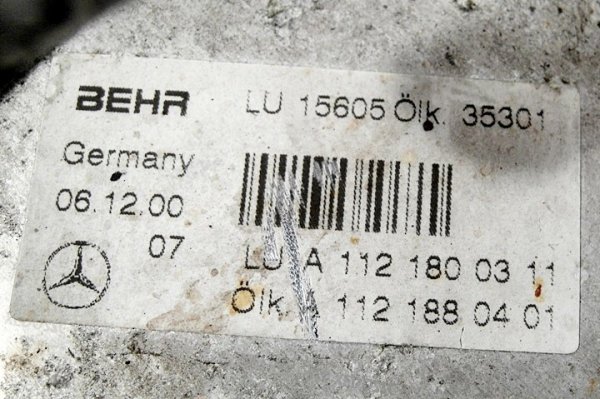 BEHR LU 15605 Ölk. 35301
Germany
06.12.00
07
LU A 112 180 03 11
Ölk. A 112 188 04 01